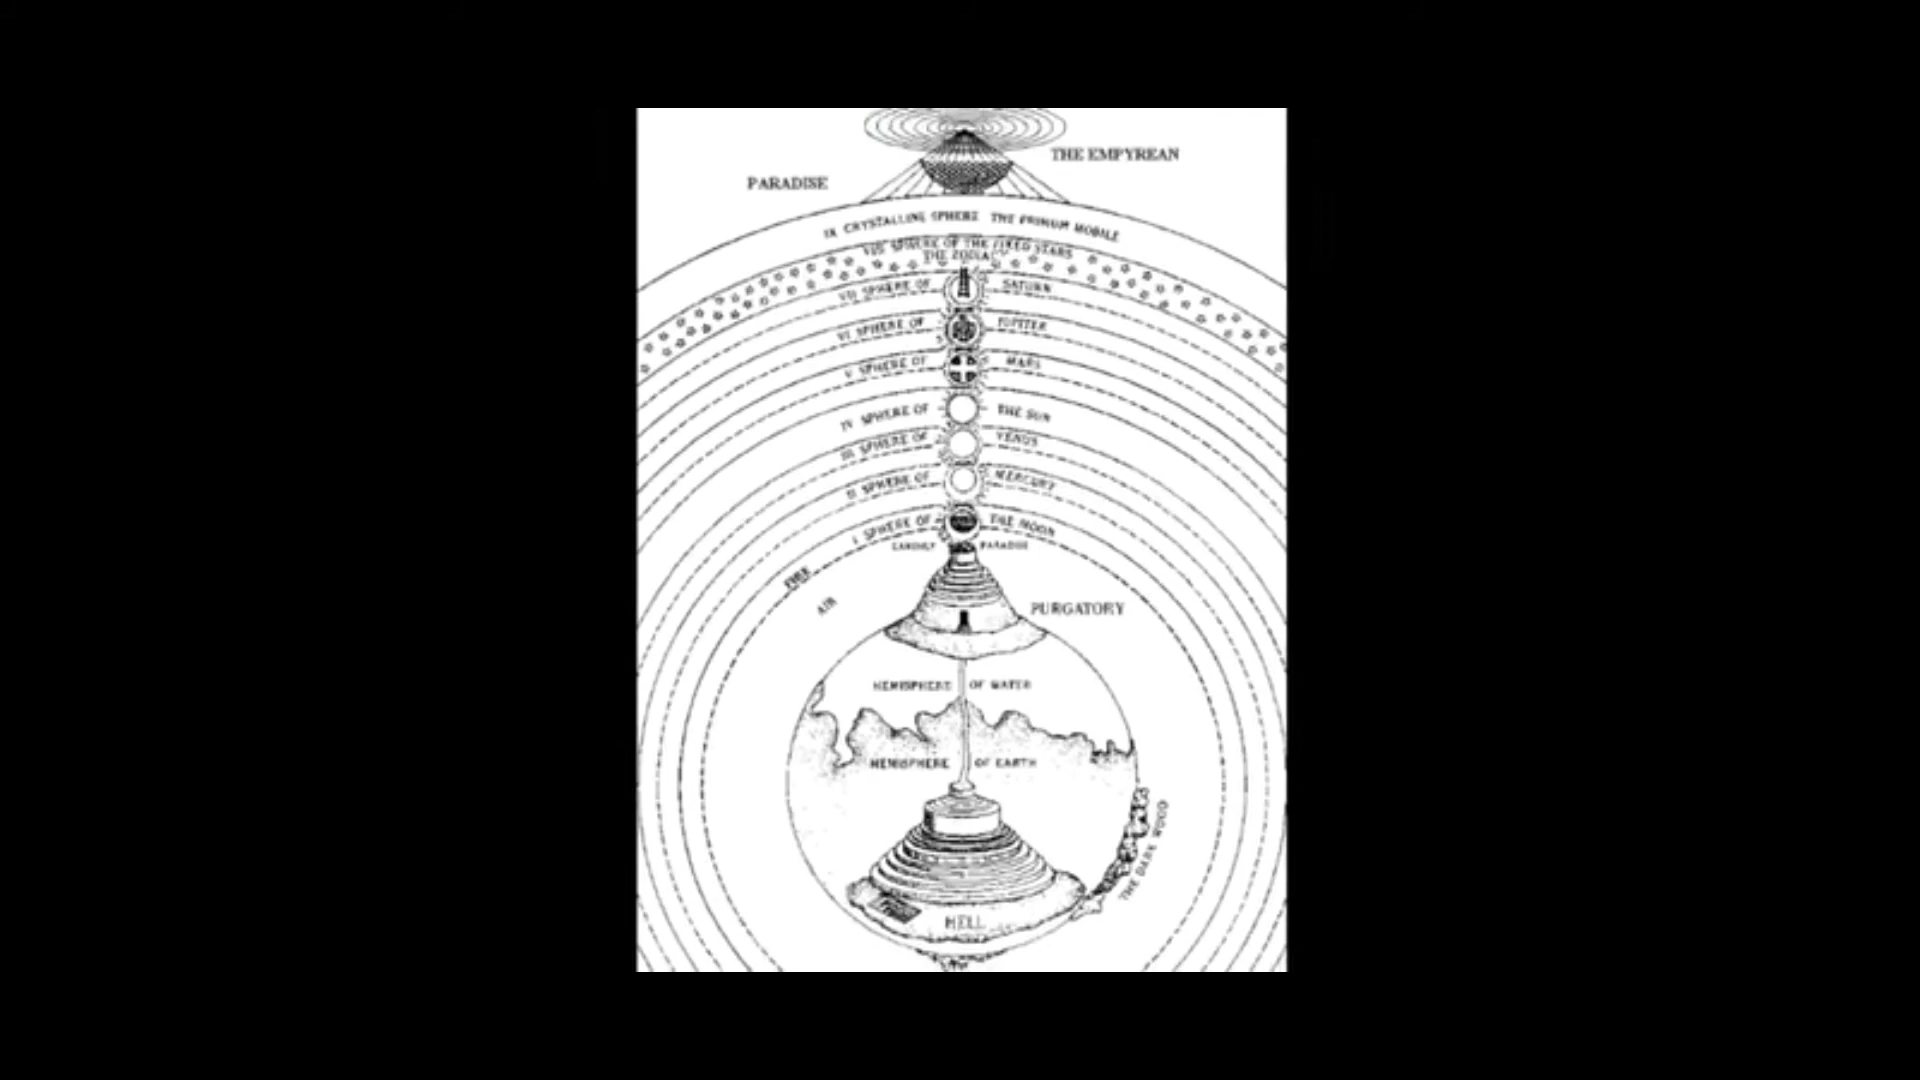 THE EMPYREAN
PARADISE
IX CRYSTALLINE SPHERE THE PRIMUM MOBILE
VIII SPHERE OF THE FIXED STARS
THE ZODIAC
VII SPHERE OF SATURN
VI SPHERE OF JUPITER
V SPHERE OF MARS
IV SPHERE OF THE SUN
III SPHERE OF VENUS
II SPHERE OF MERCURY
I SPHERE OF THE MOON
EARTHLY PARADISE
FIRE
AIR
PURGATORY
HEMISPHERE OF WATER
HEMISPHERE OF EARTH
THE DARK WOOD
HELL